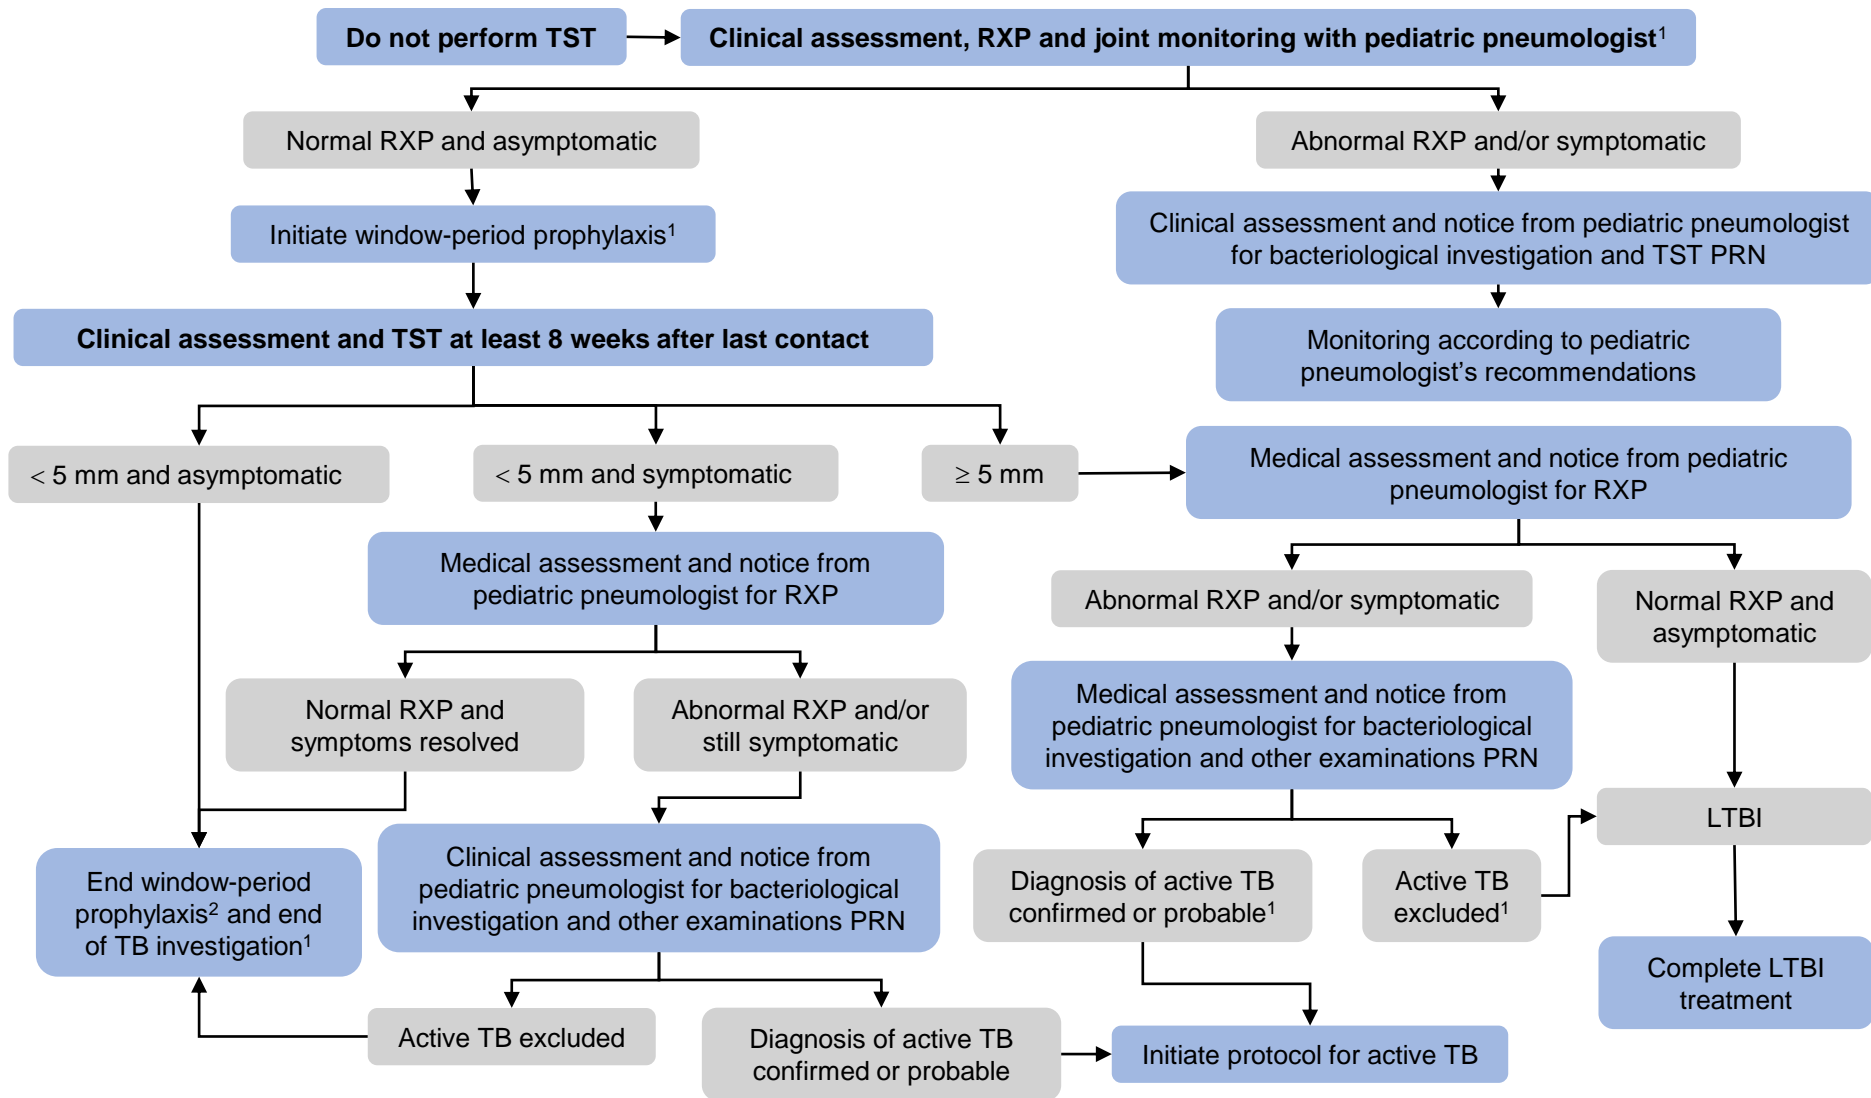 Do not perform TST
Clinical assessment, RXP and joint monitoring with pediatric pneumologist¹
Normal RXP and asymptomatic
Abnormal RXP and/or symptomatic
Initiate window-period prophylaxis¹
Clinical assessment and notice from pediatric pneumologist
for bacteriological investigation and TST PRN
Clinical assessment and TST at least 8 weeks after last contact
Monitoring according to pediatric
pneumologist’s recommendations
< 5 mm and asymptomatic
< 5 mm and symptomatic
≥ 5 mm
Medical assessment and notice from pediatric
pneumologist for RXP
Medical assessment and notice from
pediatric pneumologist for RXP
Abnormal RXP and/or symptomatic
Normal RXP and
asymptomatic
Normal RXP and
symptoms resolved
Abnormal RXP and/or
still symptomatic
Medical assessment and notice from
pediatric pneumologist for bacteriological
investigation and other examinations PRN
LTBI
End window-period
prophylaxis² and end
of TB investigation¹
Clinical assessment and notice from
pediatric pneumologist for bacteriological
investigation and other examinations PRN
Diagnosis of active TB
confirmed or probable¹
Active TB
excluded¹
Complete LTBI
treatment
Active TB excluded
Diagnosis of active TB
confirmed or probable
Initiate protocol for active TB